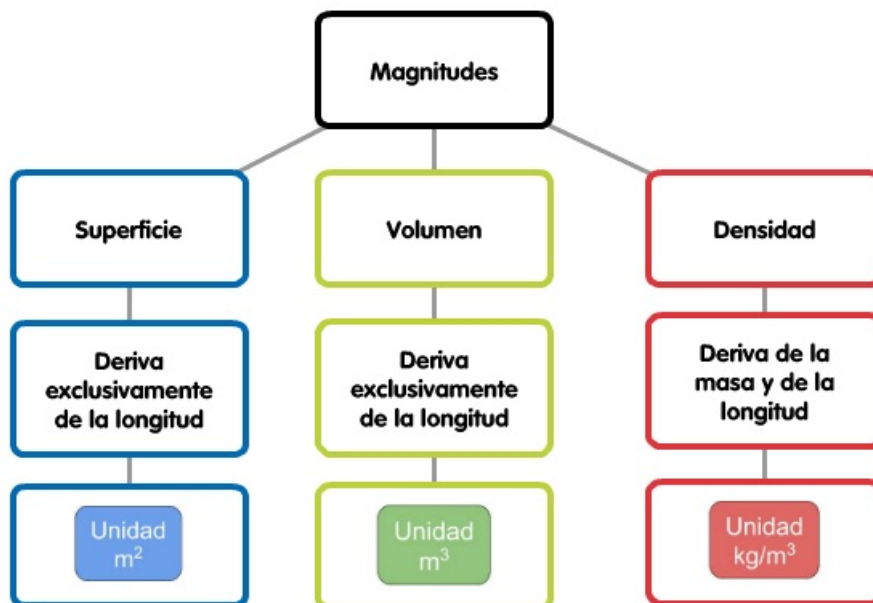 Magnitudes
Superficie
Volumen
Densidad
Deriva
exclusivamente
de la longitud
Deriva
exclusivamente
de la longitud
Deriva de la
masa y de la
longitud
Unidad
m²
Unidad
m³
Unidad
kg/m³